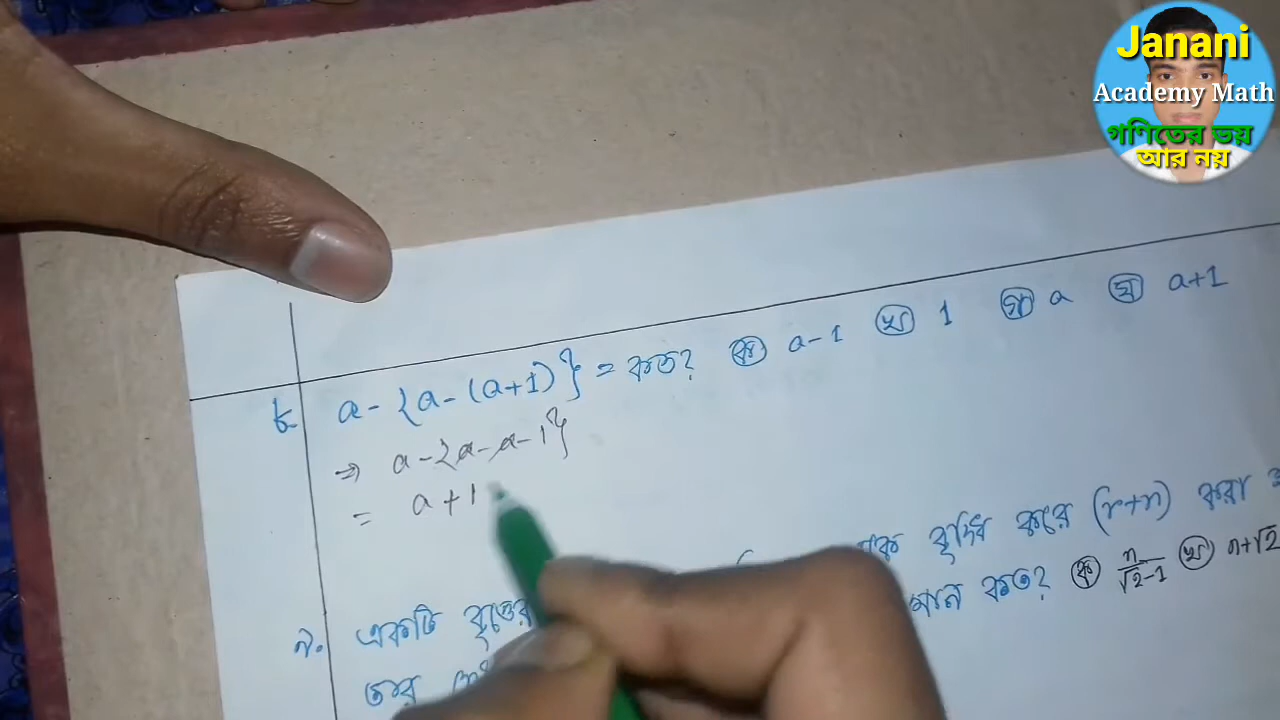 Janani
Academy Math
গণিতের ভয়
আর নয়
৮ a - {a - (a+1)} = কত? ক a-1 খ 1 গ a ঘ a+1
⇒ a - {a - a - 1}
= a + 1
৯. একটি বৃত্তের বৃদ্ধি করে (r+n) করা
তার মান কত? ক n/√2-1 খ n+√2